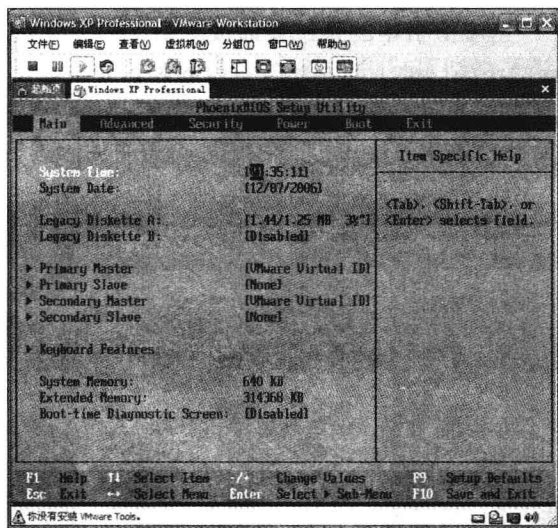 Windows XP Professional - VMware Workstation
文件(F) 编辑(E) 查看(V) 虚拟机(M) 分组(T) 窗口(W) 帮助(H)
Windows XP Professional
PhoenixBIOS Setup Utility
Main Advanced Security Power Boot Exit
System Time: :35:11]
System Date: [12/07/2006]
Legacy Diskette A: [1.44/1.25 MB 3½"]
Legacy Diskette B: [Disabled]
▶ Primary Master [VMware Virtual ID]
▶ Primary Slave [None]
▶ Secondary Master [VMware Virtual ID]
▶ Secondary Slave [None]
▶ Keyboard Features
System Memory: 640 KB
Extended Memory: 314368 KB
Boot-time Diagnostic Screen: [Disabled]
Item Specific Help
<Tab>, <Shift-Tab>, or
<Enter> selects field.
F1 Help ↑↓ Select Item -/+ Change Values F9 Setup Defaults
Esc Exit ↔ Select Menu Enter Select ▶ Sub-Menu F10 Save and Exit
你没有安装 VMware Tools。